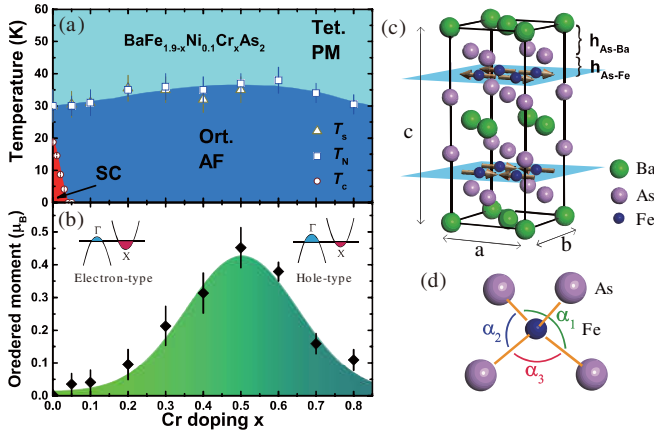 (a)
BaFe1.9-xNi0.1CrxAs2
Tet.
PM
Ort.
AF
Ts
TN
Tc
SC
Temperature (K)
60
50
40
30
20
10
0
(b)
Γ
X
Electron-type
Γ
X
Hole-type
Oredered moment (μB)
0.5
0.4
0.3
0.2
0.1
0.0
0.0 0.1 0.2 0.3 0.4 0.5 0.6 0.7 0.8
Cr doping x
(c)
hAs-Ba
hAs-Fe
c
a
b
Ba
As
Fe
(d)
As
Fe
α1
α2
α3